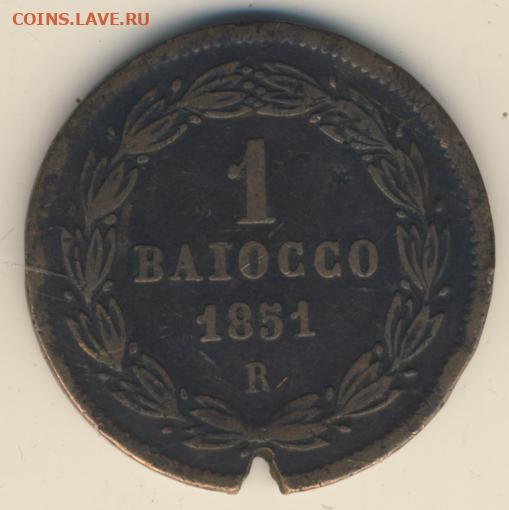 COINS.LAVE.RU
1
BAIOCCO
1851
R